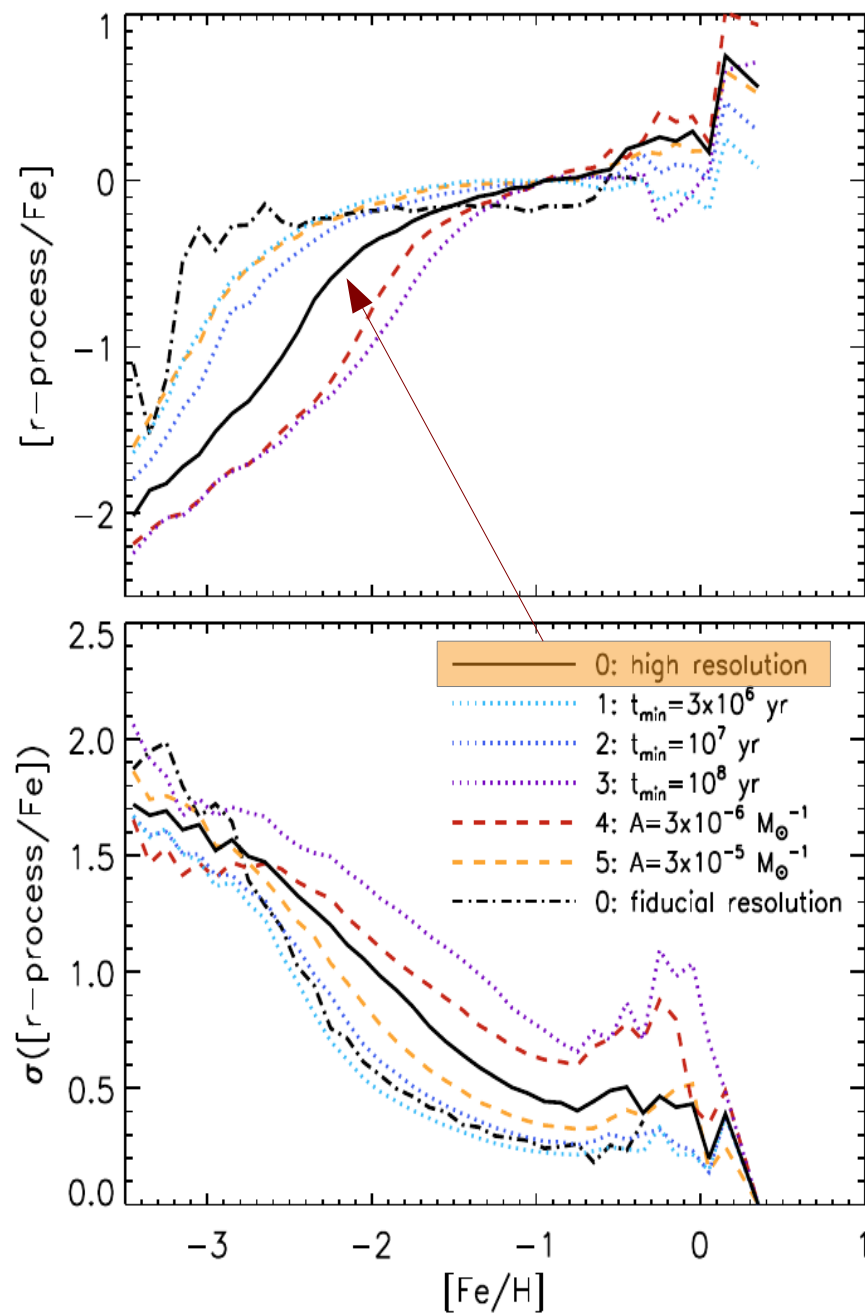 1
0
−1
−2
[r−process/Fe]
2.5
2.0
1.5
1.0
0.5
0.0
σ([r−process/Fe])
0: high resolution
1: t_min=3x10^6 yr
2: t_min=10^7 yr
3: t_min=10^8 yr
4: A=3x10^-6 M_⊙^-1
5: A=3x10^-5 M_⊙^-1
0: fiducial resolution
−3 −2 −1 0 1
[Fe/H]